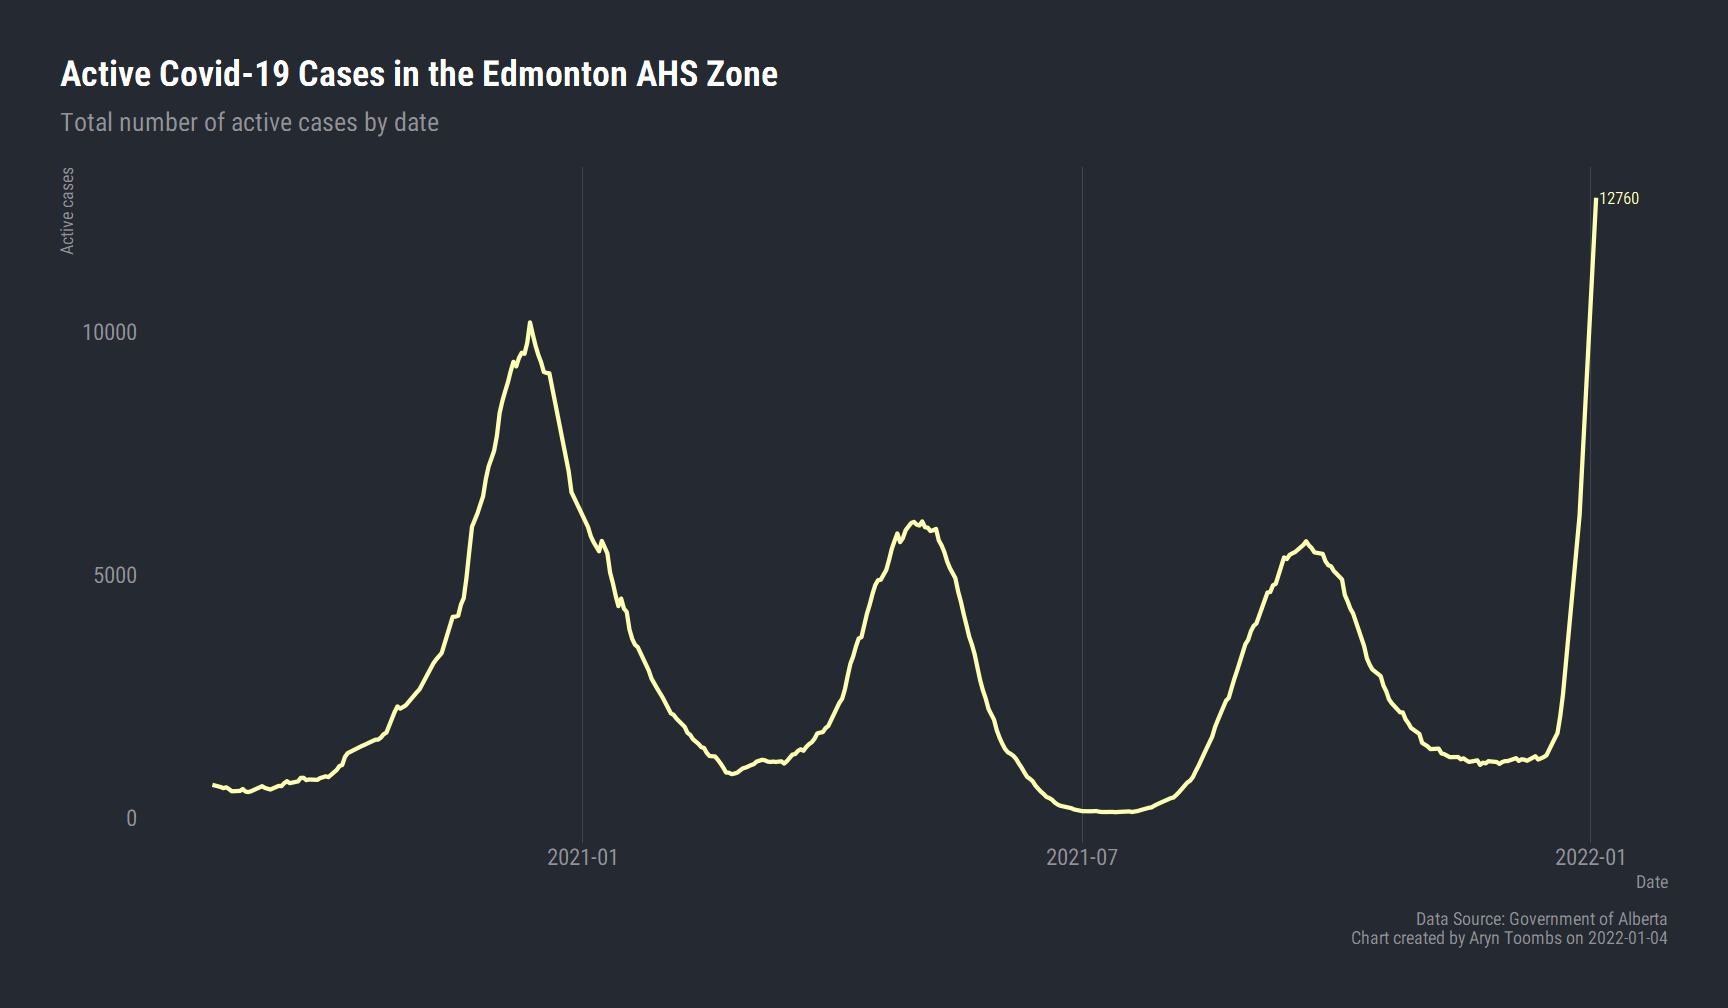 Active Covid-19 Cases in the Edmonton AHS Zone
Total number of active cases by date
Active cases
12760
10000
5000
0
2021-01
2021-07
2022-01
Date
Data Source: Government of Alberta
Chart created by Aryn Toombs on 2022-01-04